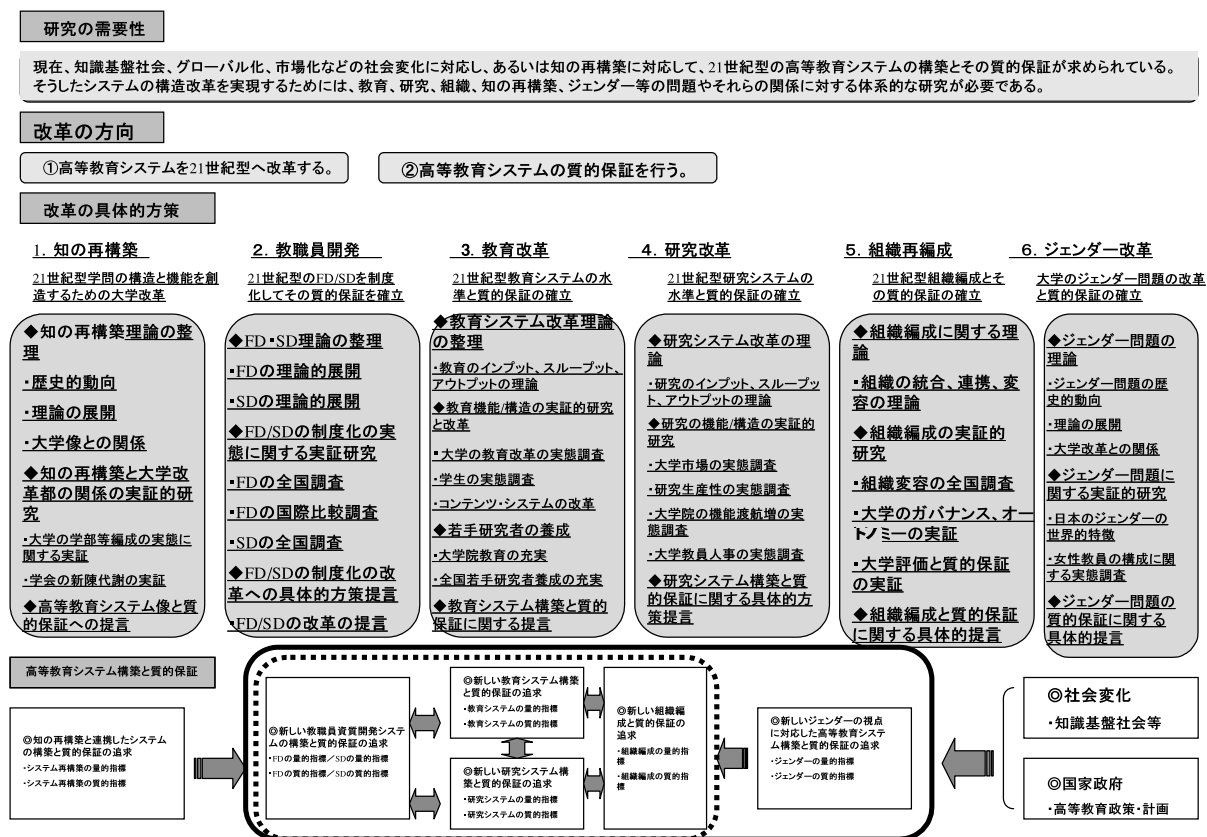 研究の需要性
現在、知識基盤社会、グローバル化、市場化などの社会変化に対応し、あるいは知の再構築に対応して、21世紀型の高等教育システムの構築とその質的保証が求められている。
そうしたシステムの構造改革を実現するためには、教育、研究、組織、知の再構築、ジェンダー等の問題やそれらの関係に対する体系的な研究が必要である。
改革の方向
①高等教育システムを21世紀型へ改革する。
②高等教育システムの質的保証を行う。
改革の具体的方策
1. 知の再構築
21世紀型学問の構造と機能を創
造するための大学改革
◆知の再構築理論の整
理
・歴史的動向
・理論の展開
・大学像との関係
◆知の再構築と大学改
革都の関係の実証的研
究
・大学の学部等編成の実態に
関する実証
・学会の新陳代謝の実証
◆高等教育システム像と質
的保証への提言
2. 教職員開発
21世紀型のFD/SDを制度
化してその質的保証を確立
◆FD・SD理論の整理
・FDの理論的展開
・SDの理論的展開
◆FD/SDの制度化の実
態に関する実証研究
・FDの全国調査
・FDの国際比較調査
・SDの全国調査
◆FD/SDの制度化の改
革への具体的方策提言
・FD/SDの改革の提言
3. 教育改革
21世紀型教育システムの水
準と質的保証の確立
◆教育システム改革理論
の整理
・教育のインプット、スループット、
アウトプットの理論
◆教育機能/構造の実証的研究
と改革
・大学の教育改革の実態調査
・学生の実態調査
・コンテンツ・システムの改革
◆若手研究者の養成
・大学院教育の充実
・全国若手研究者養成の充実
◆教育システム構築と質的
保証に関する提言
4. 研究改革
21世紀型研究システムの
水準と質的保証の確立
◆研究システム改革の理
論
・研究のインプット、スループッ
ト、アウトプットの理論
◆研究の機能/構造の実証的
研究
・大学市場の実態調査
・研究生産性の実態調査
・大学院の機能渡航増の実
態調査
・大学教員人事の実態調査
◆研究システム構築と質
的保証に関する具体的方
策提言
5. 組織再編成
21世紀型組織編成とそ
の質的保証の確立
◆組織編成に関する理
論
・組織の統合、連携、変
容の理論
◆組織編成の実証的
研究
・組織変容の全国調査
・大学のガバナンス、オー
トノミーの実証
・大学評価と質的保証
の実証
◆組織編成と質的保証
に関する具体的提言
6. ジェンダー改革
大学のジェンダー問題の改革
と質的保証の確立
◆ジェンダー問題の
理論
・ジェンダー問題の歴
史的動向
・理論の展開
・大学改革との関係
◆ジェンダー問題に
関する実証的研究
・日本のジェンダーの
世界的特徴
・女性教員の構成に関
する実態調査
◆ジェンダー問題の
質的保証に関する
具体的提言
高等教育システム構築と質的保証
◎知の再構築と連携したシステム
の構築と質的保証の追求
・システム再構築の量的指標
・システム再構築の質的指標
◎新しい教職員資質開発システ
ムの構築と質的保証の追求
・FDの量的指標／SDの量的指標
・FDの質的指標／SDの質的指標
◎新しい教育システム構築
と質的保証の追求
・教育システムの量的指標
・教育システムの質的指標
◎新しい研究システム構
築と質的保証の追求
・研究システムの量的指標
・研究システムの質的指標
◎新しい組織編
成と質的保証の
追求
・組織編成の量的指
標
・組織編成の質的指
標
◎新しいジェンダーの視点
に対応した高等教育システ
ム構築と質的保証の追求
・ジェンダーの量的指標
・ジェンダーの質的指標
◎社会変化
・知識基盤社会等
◎国家政府
・高等教育政策・計画